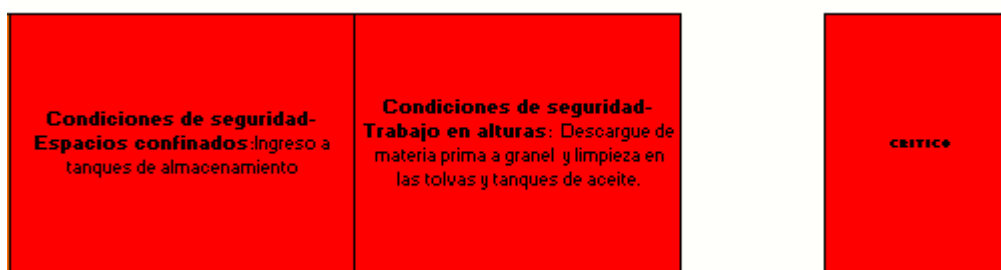 Condiciones de seguridad-
Espacios confinados:Ingreso a
tanques de almacenamiento
Condiciones de seguridad-
Trabajo en alturas: Descargue de
materia prima a granel y limpieza en
las tolvas y tanques de aceite.
CRITICO